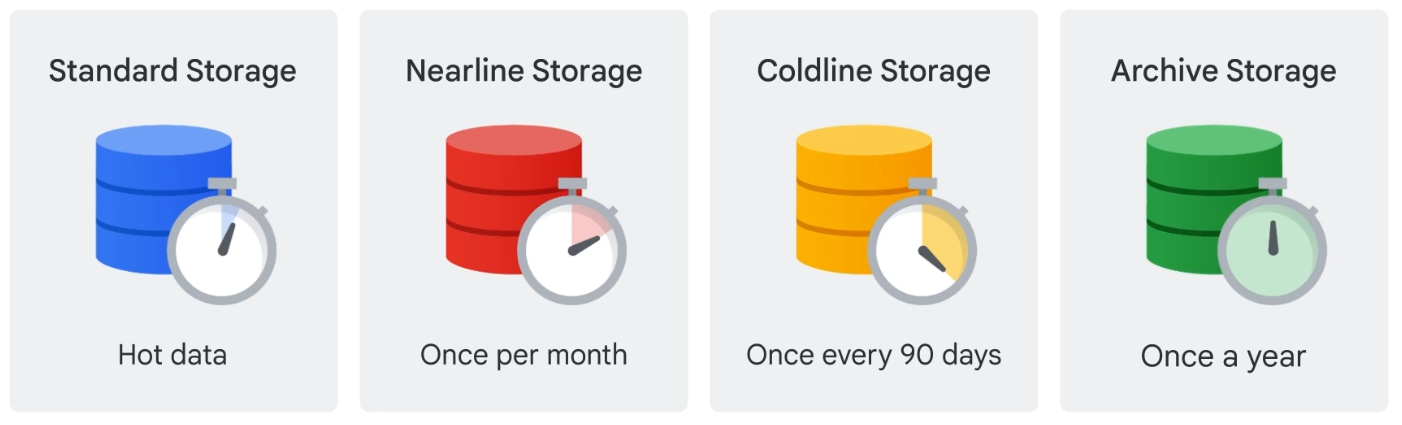 Standard Storage
Hot data
Nearline Storage
Once per month
Coldline Storage
Once every 90 days
Archive Storage
Once a year